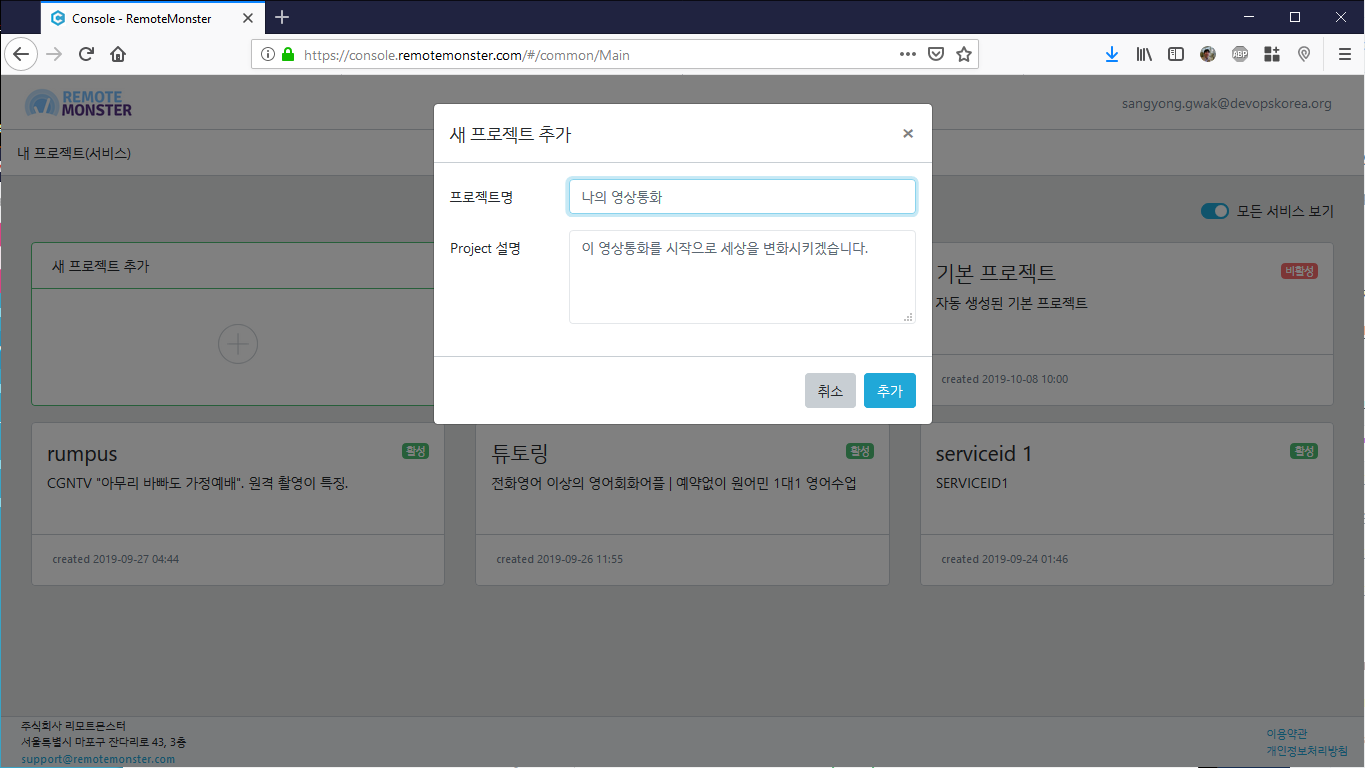 Console - RemoteMonster
https://console.remotemonster.com/#/common/Main
ABP
REMOTE
MONSTER
sangyong.gwak@devopskorea.org
내 프로젝트(서비스)
모든 서비스 보기
새 프로젝트 추가
프로젝트명
나의 영상통화
Project 설명
이 영상통화를 시작으로 세상을 변화시키겠습니다.
취소
추가
새 프로젝트 추가
기본 프로젝트
비활성
자동 생성된 기본 프로젝트
created 2019-10-08 10:00
rumpus
활성
CGNTV "아무리 바빠도 가정예배". 원격 촬영이 특징.
created 2019-09-27 04:44
튜토링
활성
전화영어 이상의 영어회화어플 | 예약없이 원어민 1대1 영어수업
created 2019-09-26 11:55
serviceid 1
활성
SERVICEID1
created 2019-09-24 01:46
주식회사 리모트몬스터
서울특별시 마포구 잔다리로 43, 3층
support@remotemonster.com
이용약관
개인정보처리방침